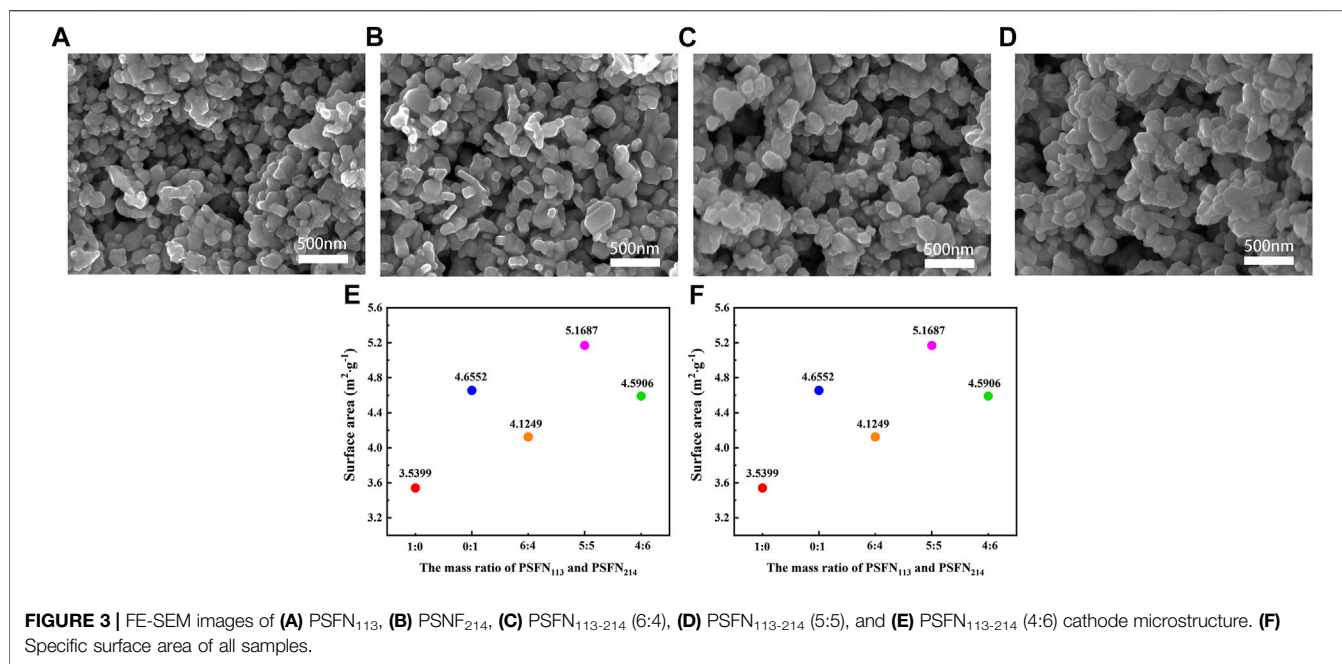 A B C D
500nm 500nm 500nm 500nm
E
5.6
5.2
4.8
4.4
4.0
3.6
3.2
Surface area (m²·g⁻¹)
5.1687
4.6552
4.5906
4.1249
3.5399
1:0 0:1 6:4 5:5 4:6
The mass ratio of PSFN₁₁₃ and PSFN₂₁₄
F
5.6
5.2
4.8
4.4
4.0
3.6
3.2
Surface area (m²·g⁻¹)
5.1687
4.6552
4.5906
4.1249
3.5399
1:0 0:1 6:4 5:5 4:6
The mass ratio of PSFN₁₁₃ and PSFN₂₁₄
FIGURE 3 | FE-SEM images of (A) PSFN₁₁₃, (B) PSNF₂₁₄, (C) PSFN₁₁₃₋₂₁₄ (6:4), (D) PSFN₁₁₃₋₂₁₄ (5:5), and (E) PSFN₁₁₃₋₂₁₄ (4:6) cathode microstructure. (F)
Specific surface area of all samples.